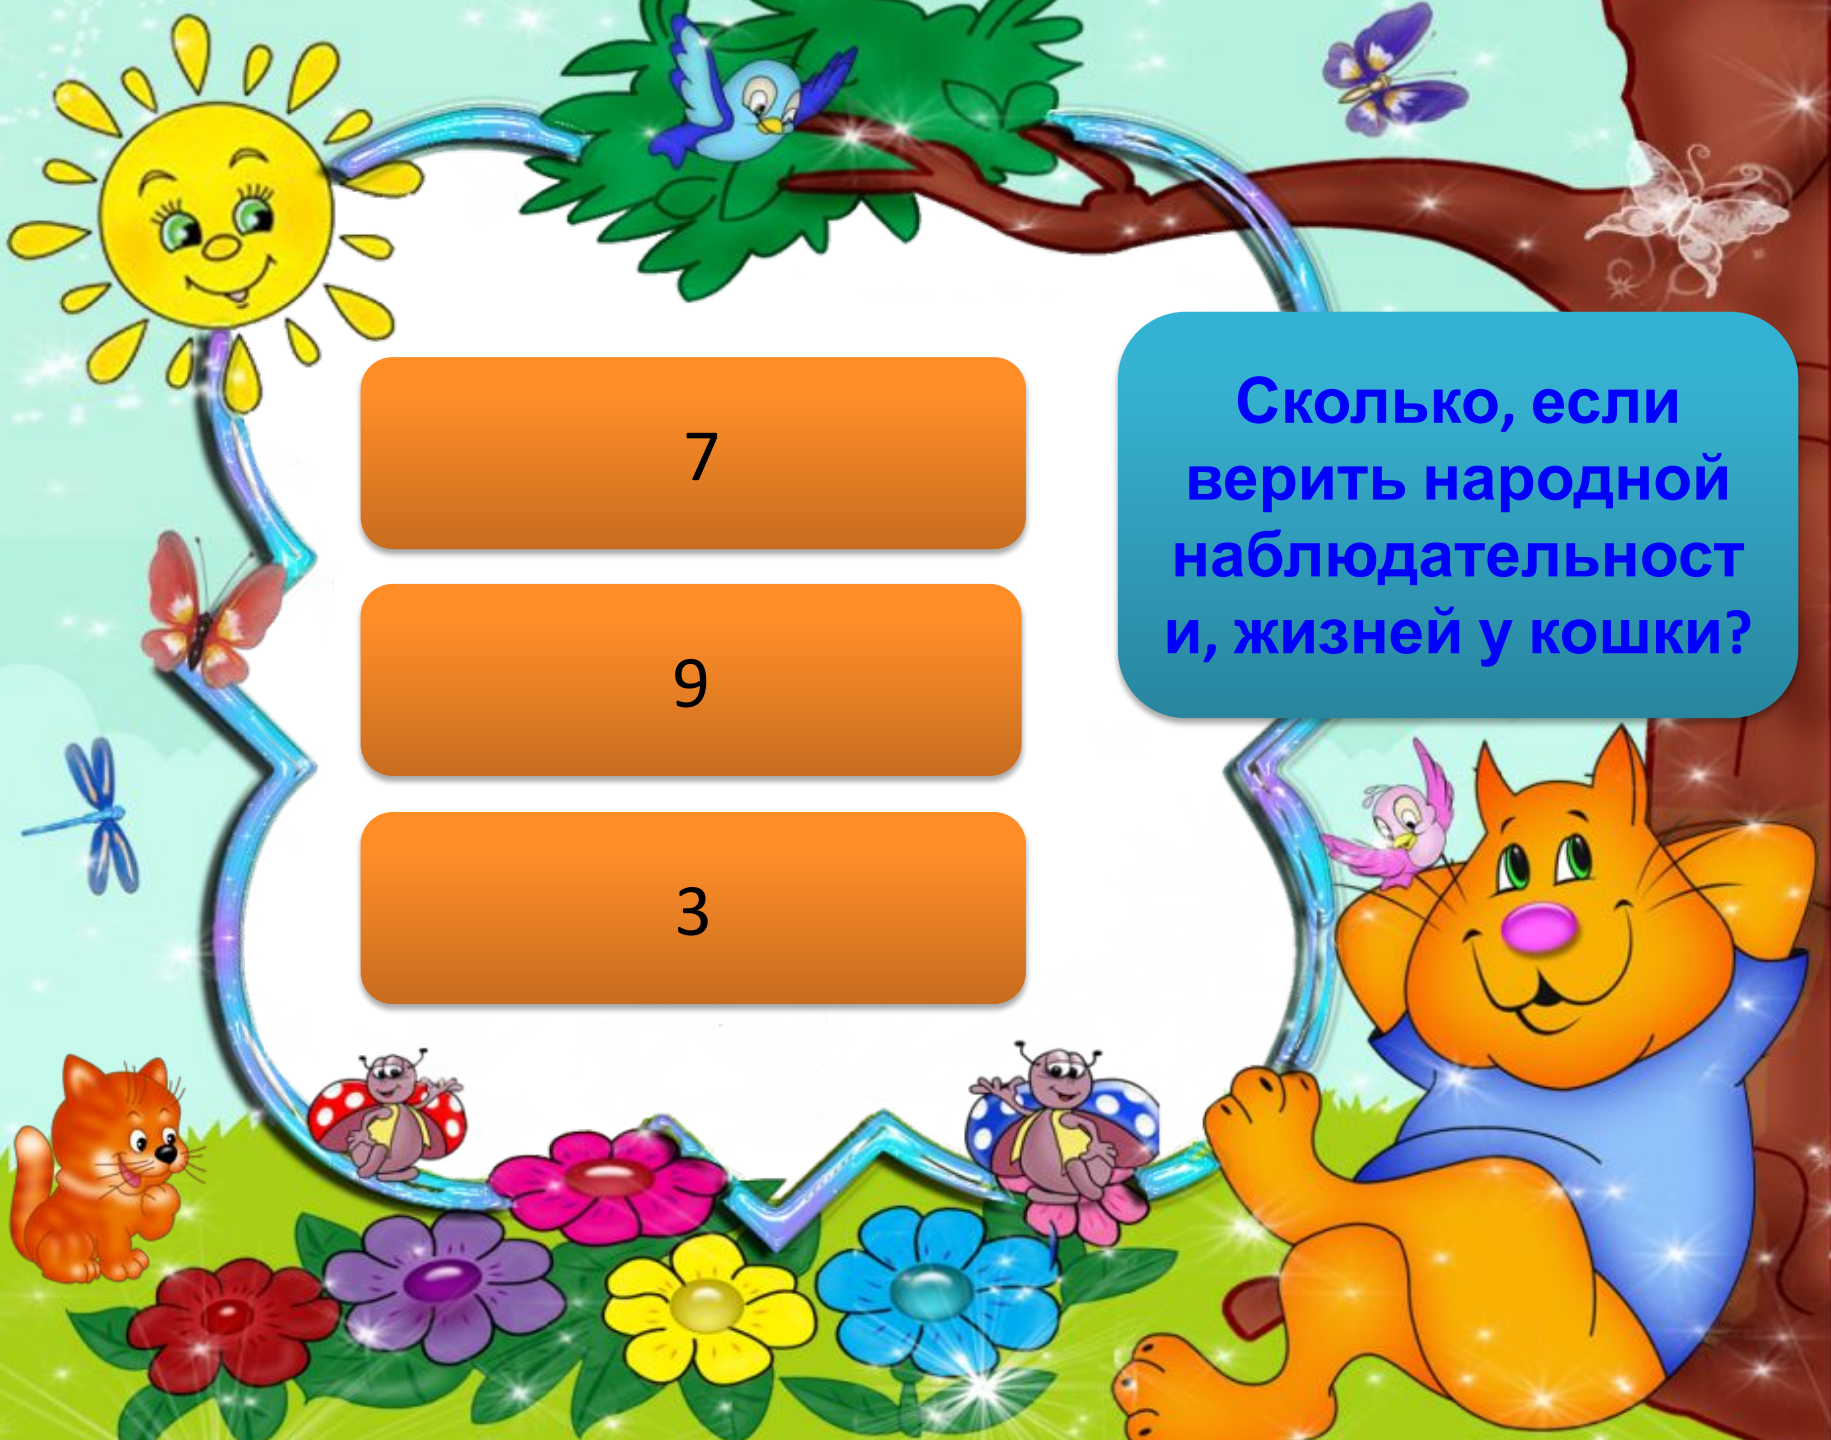 7
9
3
Сколько, если
верить народной
наблюдательност
и, жизней у кошки?